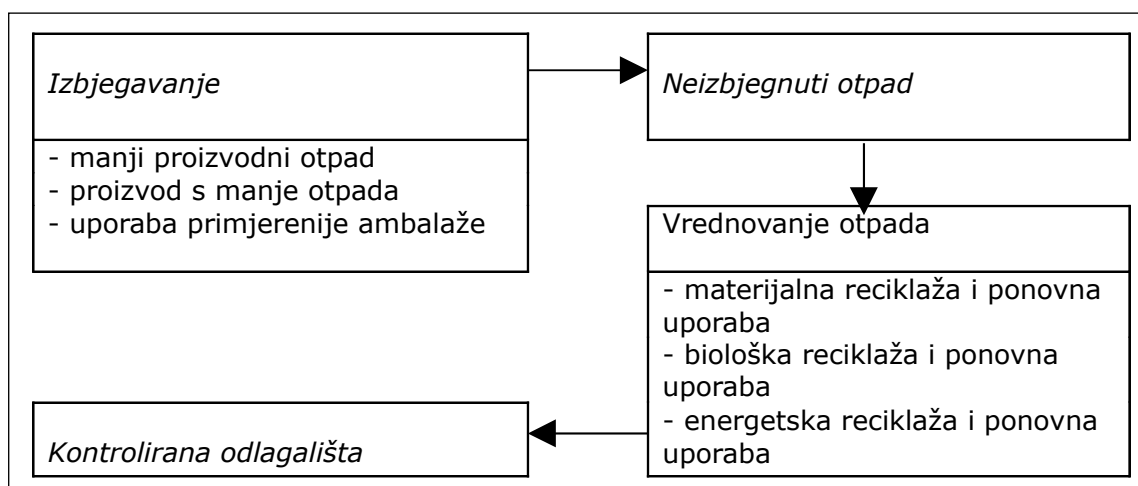 Izbjegavanje
- manji proizvodni otpad
- proizvod s manje otpada
- uporaba primjerenije ambalaže
Neizbjegnuti otpad
Vrednovanje otpada
- materijalna reciklaža i ponovna
uporaba
- biološka reciklaža i ponovna
uporaba
- energetska reciklaža i ponovna
uporaba
Kontrolirana odlagališta